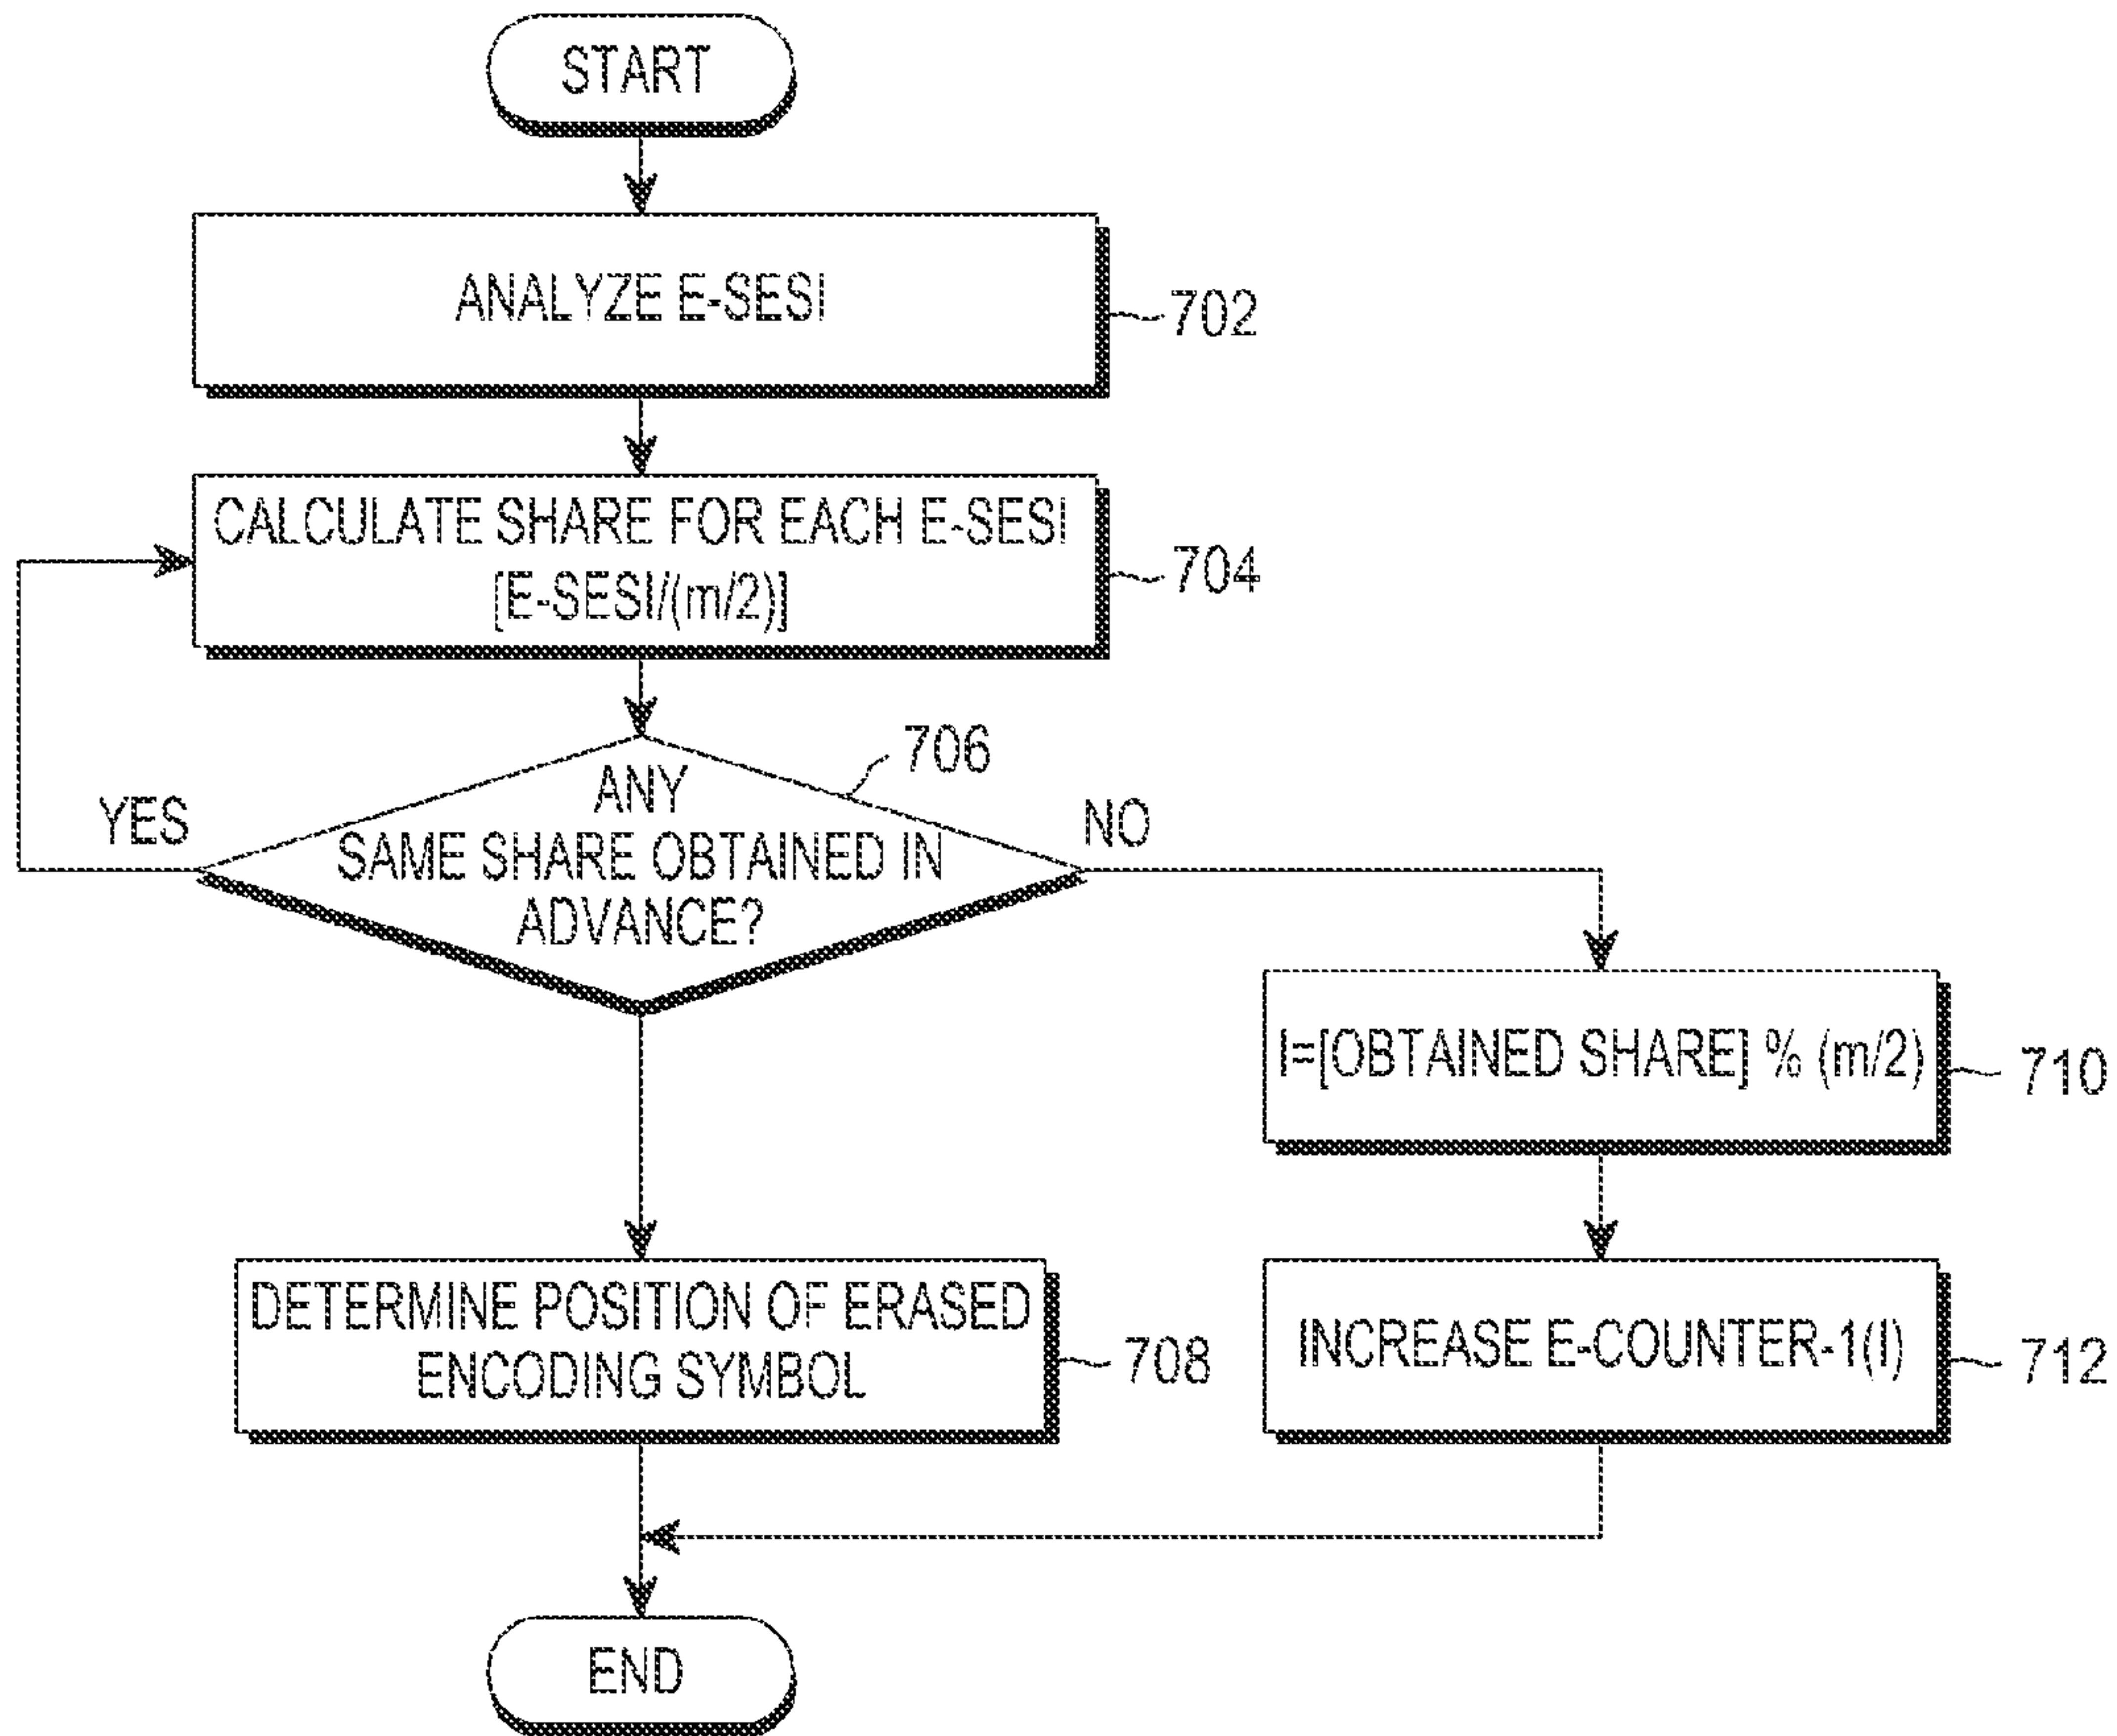 START
ANALYZE E-SESI
702
CALCULATE SHARE FOR EACH E-SESI
[E-SESI/(m/2)]
704
706
ANY
SAME SHARE OBTAINED IN
ADVANCE?
YES
NO
I=[OBTAINED SHARE] % (m/2)
710
DETERMINE POSITION OF ERASED
ENCODING SYMBOL
708
INCREASE E-COUNTER-1(I)
712
END